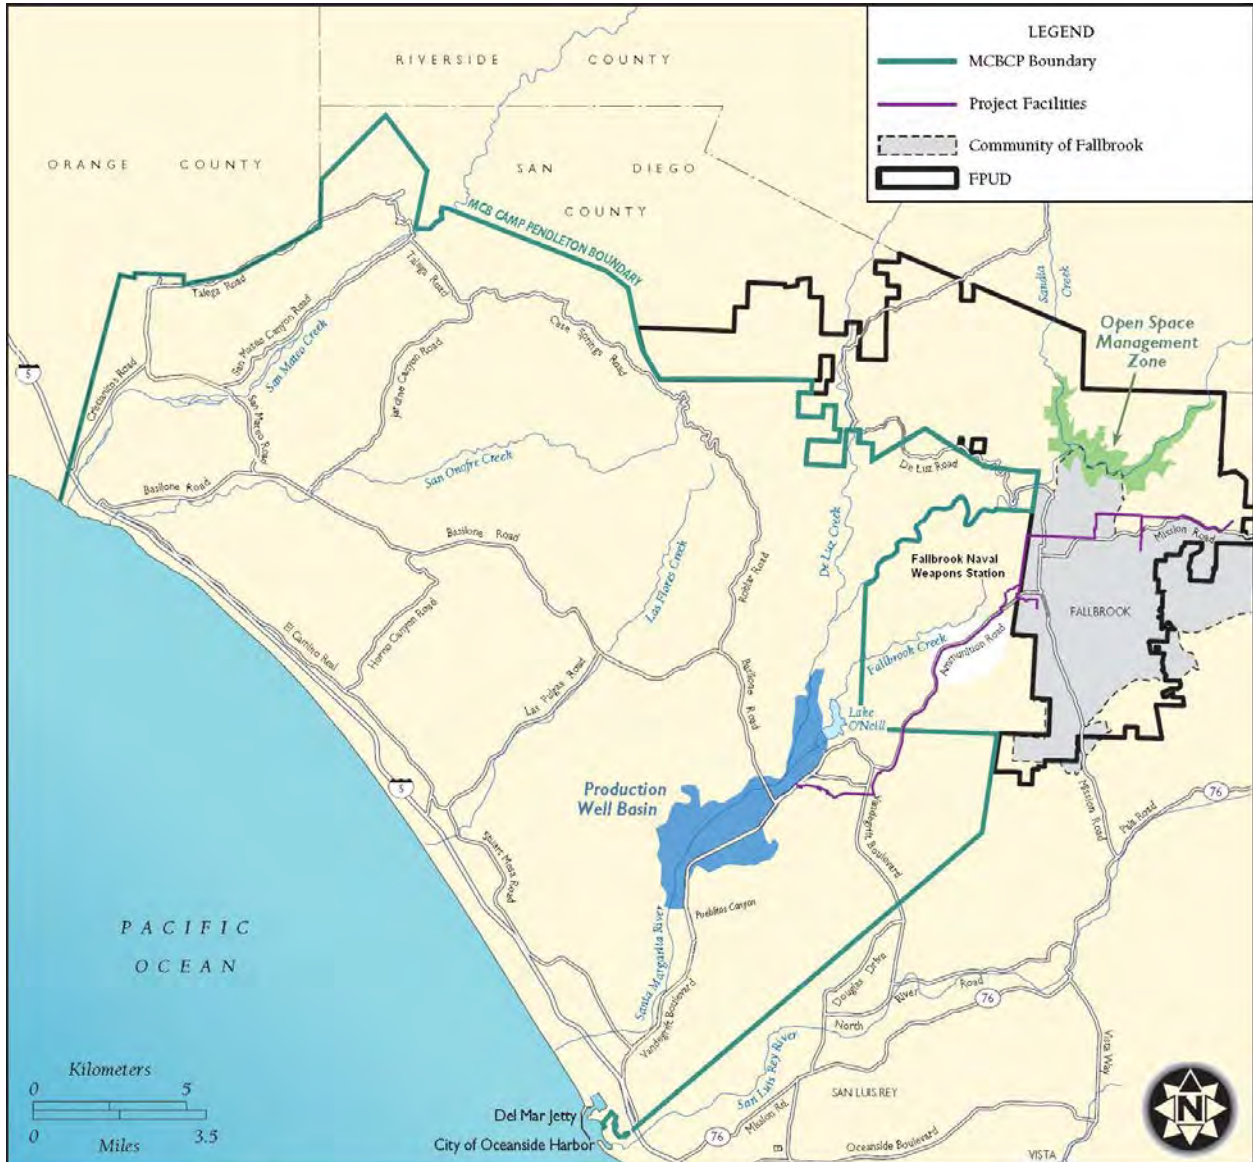 LEGEND
MCBCP Boundary
Project Facilities
Community of Fallbrook
FPUD
RIVERSIDE COUNTY
ORANGE COUNTY
SAN DIEGO
COUNTY
MCB CAMP PENDLETON BOUNDARY
Talega Road
Talega Road
San Mateo Canyon Road
San Mateo Creek
Cristianitos Road
San Mateo Road
Jardine Canyon Road
Case Springs Road
Sandia
Creek
Open Space
Management
Zone
5
De Luz Road
San Onofre Creek
Basilone Road
Basilone Road
De Luz Creek
Mission Road
Las Flores Creek
Roblar Road
Fallbrook Naval
Weapons Station
FALLBROOK
Horno Canyon Road
El Camino Real
Fallbrook Creek
Ammunition Road
Las Pulgas Road
Basilone Road
Lake
O'Neill
Production
Well Basin
5
76
Mission Road
Pala Road
Vandegrift Boulevard
Stuart Mesa Road
Pueblitos Canyon
PACIFIC
OCEAN
Santa Margarita River
Vandegrift Boulevard
Douglas Drive
North River Road
76
Vista Way
San Luis Rey River
Kilometers
0 5
0 3.5
Miles
SAN LUIS REY
Del Mar Jetty
City of Oceanside Harbor
76
Mission Rd.
Oceanside Boulevard
VISTA
N